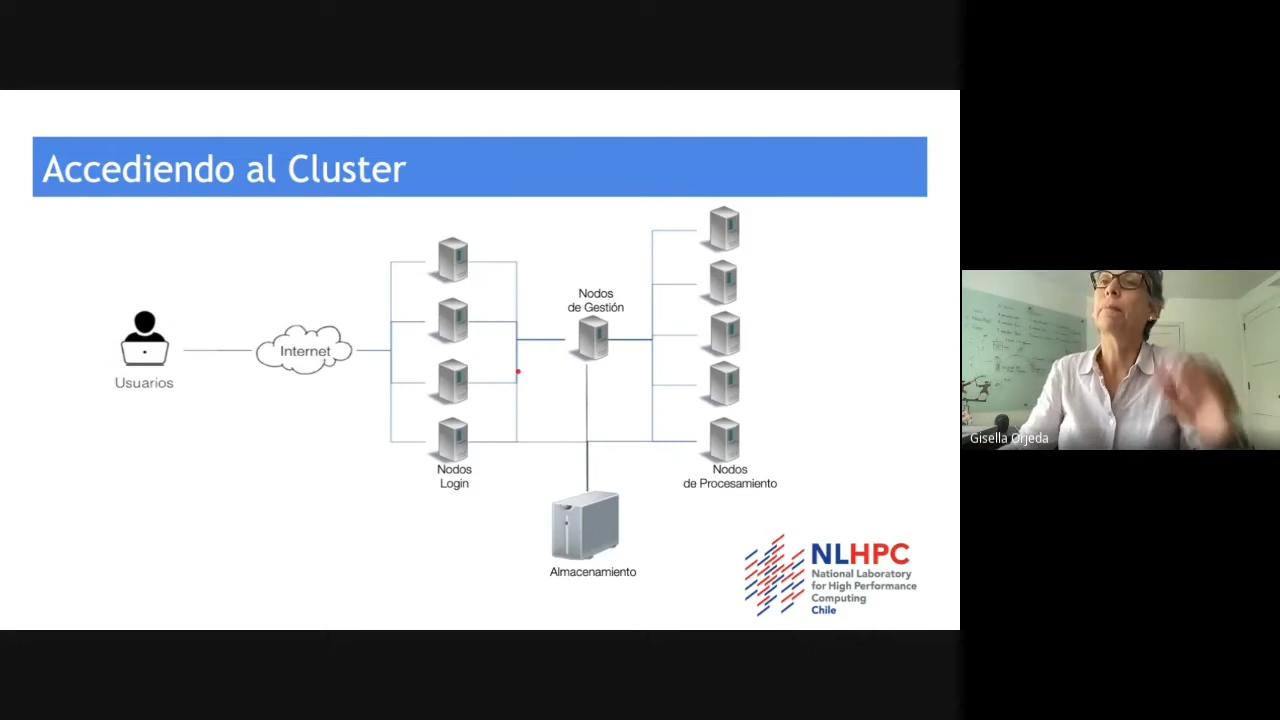 Accediendo al Cluster
Usuarios
Internet
Nodos
Login
Nodos
de Gestión
Almacenamiento
Nodos
de Procesamiento
NLHPC
National Laboratory
for High Performance
Computing
Chile
Gisella Orjeda